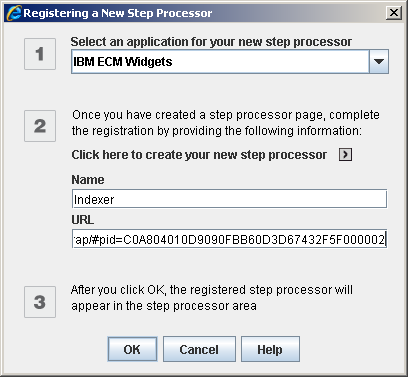 Registering a New Step Processor
1
Select an application for your new step processor
IBM ECM Widgets
2
Once you have created a step processor page, complete
the registration by providing the following information:
Click here to create your new step processor
Name
Indexer
URL
ap/#pid=C0A804010D9090FBB60D3D67432F5F000002
3
After you click OK, the registered step processor will
appear in the step processor area
OK
Cancel
Help